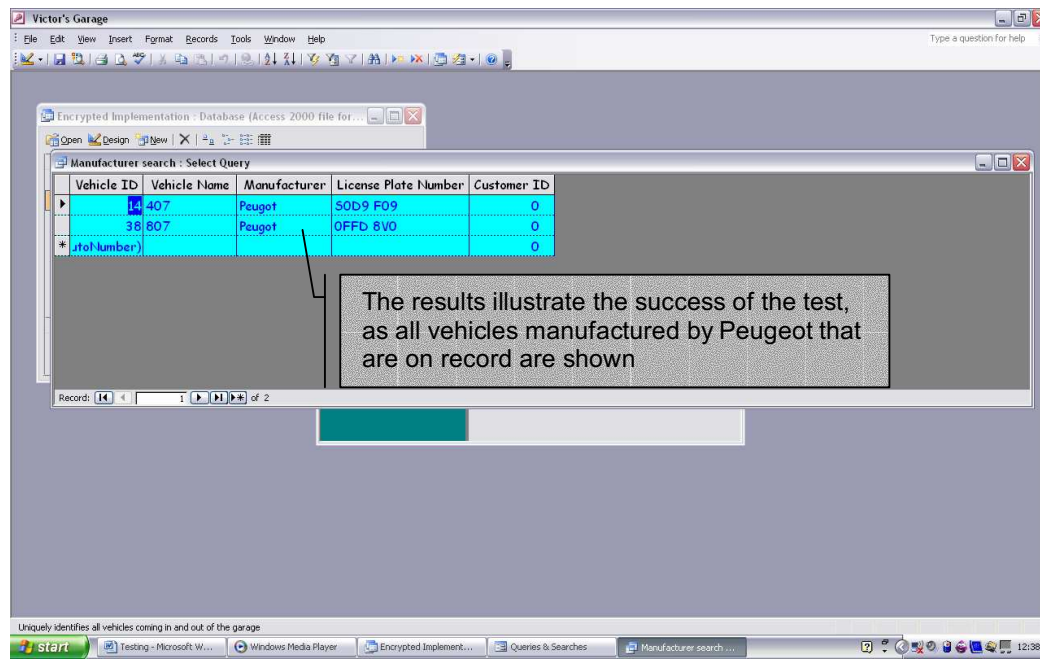 Victor's Garage
File Edit View Insert Format Records Tools Window Help Type a question for help
Encrypted Implementation : Database (Access 2000 file for...
Open Design New
Manufacturer search : Select Query
Vehicle ID Vehicle Name Manufacturer License Plate Number Customer ID
14 407 Peugot SOD9 F09 0
38 807 Peugot OFFD 8V0 0
utoNumber) 0
The results illustrate the success of the test,
as all vehicles manufactured by Peugeot that
are on record are shown
Record: 1 of 2
Uniquely identifies all vehicles coming in and out of the garage
start Testing - Microsoft W... Windows Media Player Encrypted Implement... Queries & Searches Manufacturer search ... 12:38